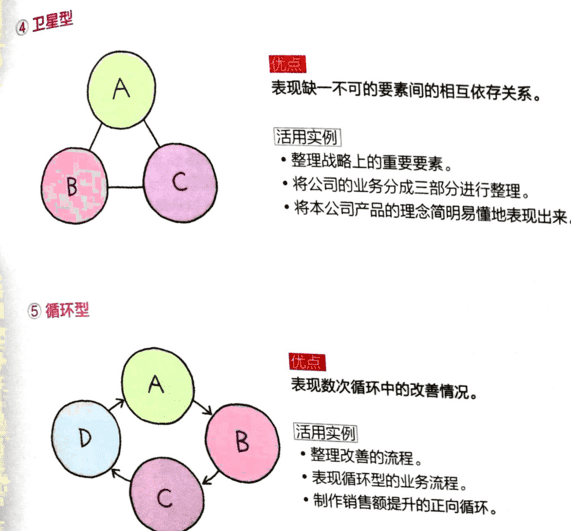 ④ 卫星型
A
B
C
优点
表现缺一不可的要素间的相互依存关系。
活用实例
• 整理战略上的重要要素。
• 将公司的业务分成三部分进行整理。
• 将本公司产品的理念简明易懂地表现出来。
⑤ 循环型
A
B
C
D
优点
表现数次循环中的改善情况。
活用实例
• 整理改善的流程。
• 表现循环型的业务流程。
• 制作销售额提升的正向循环。